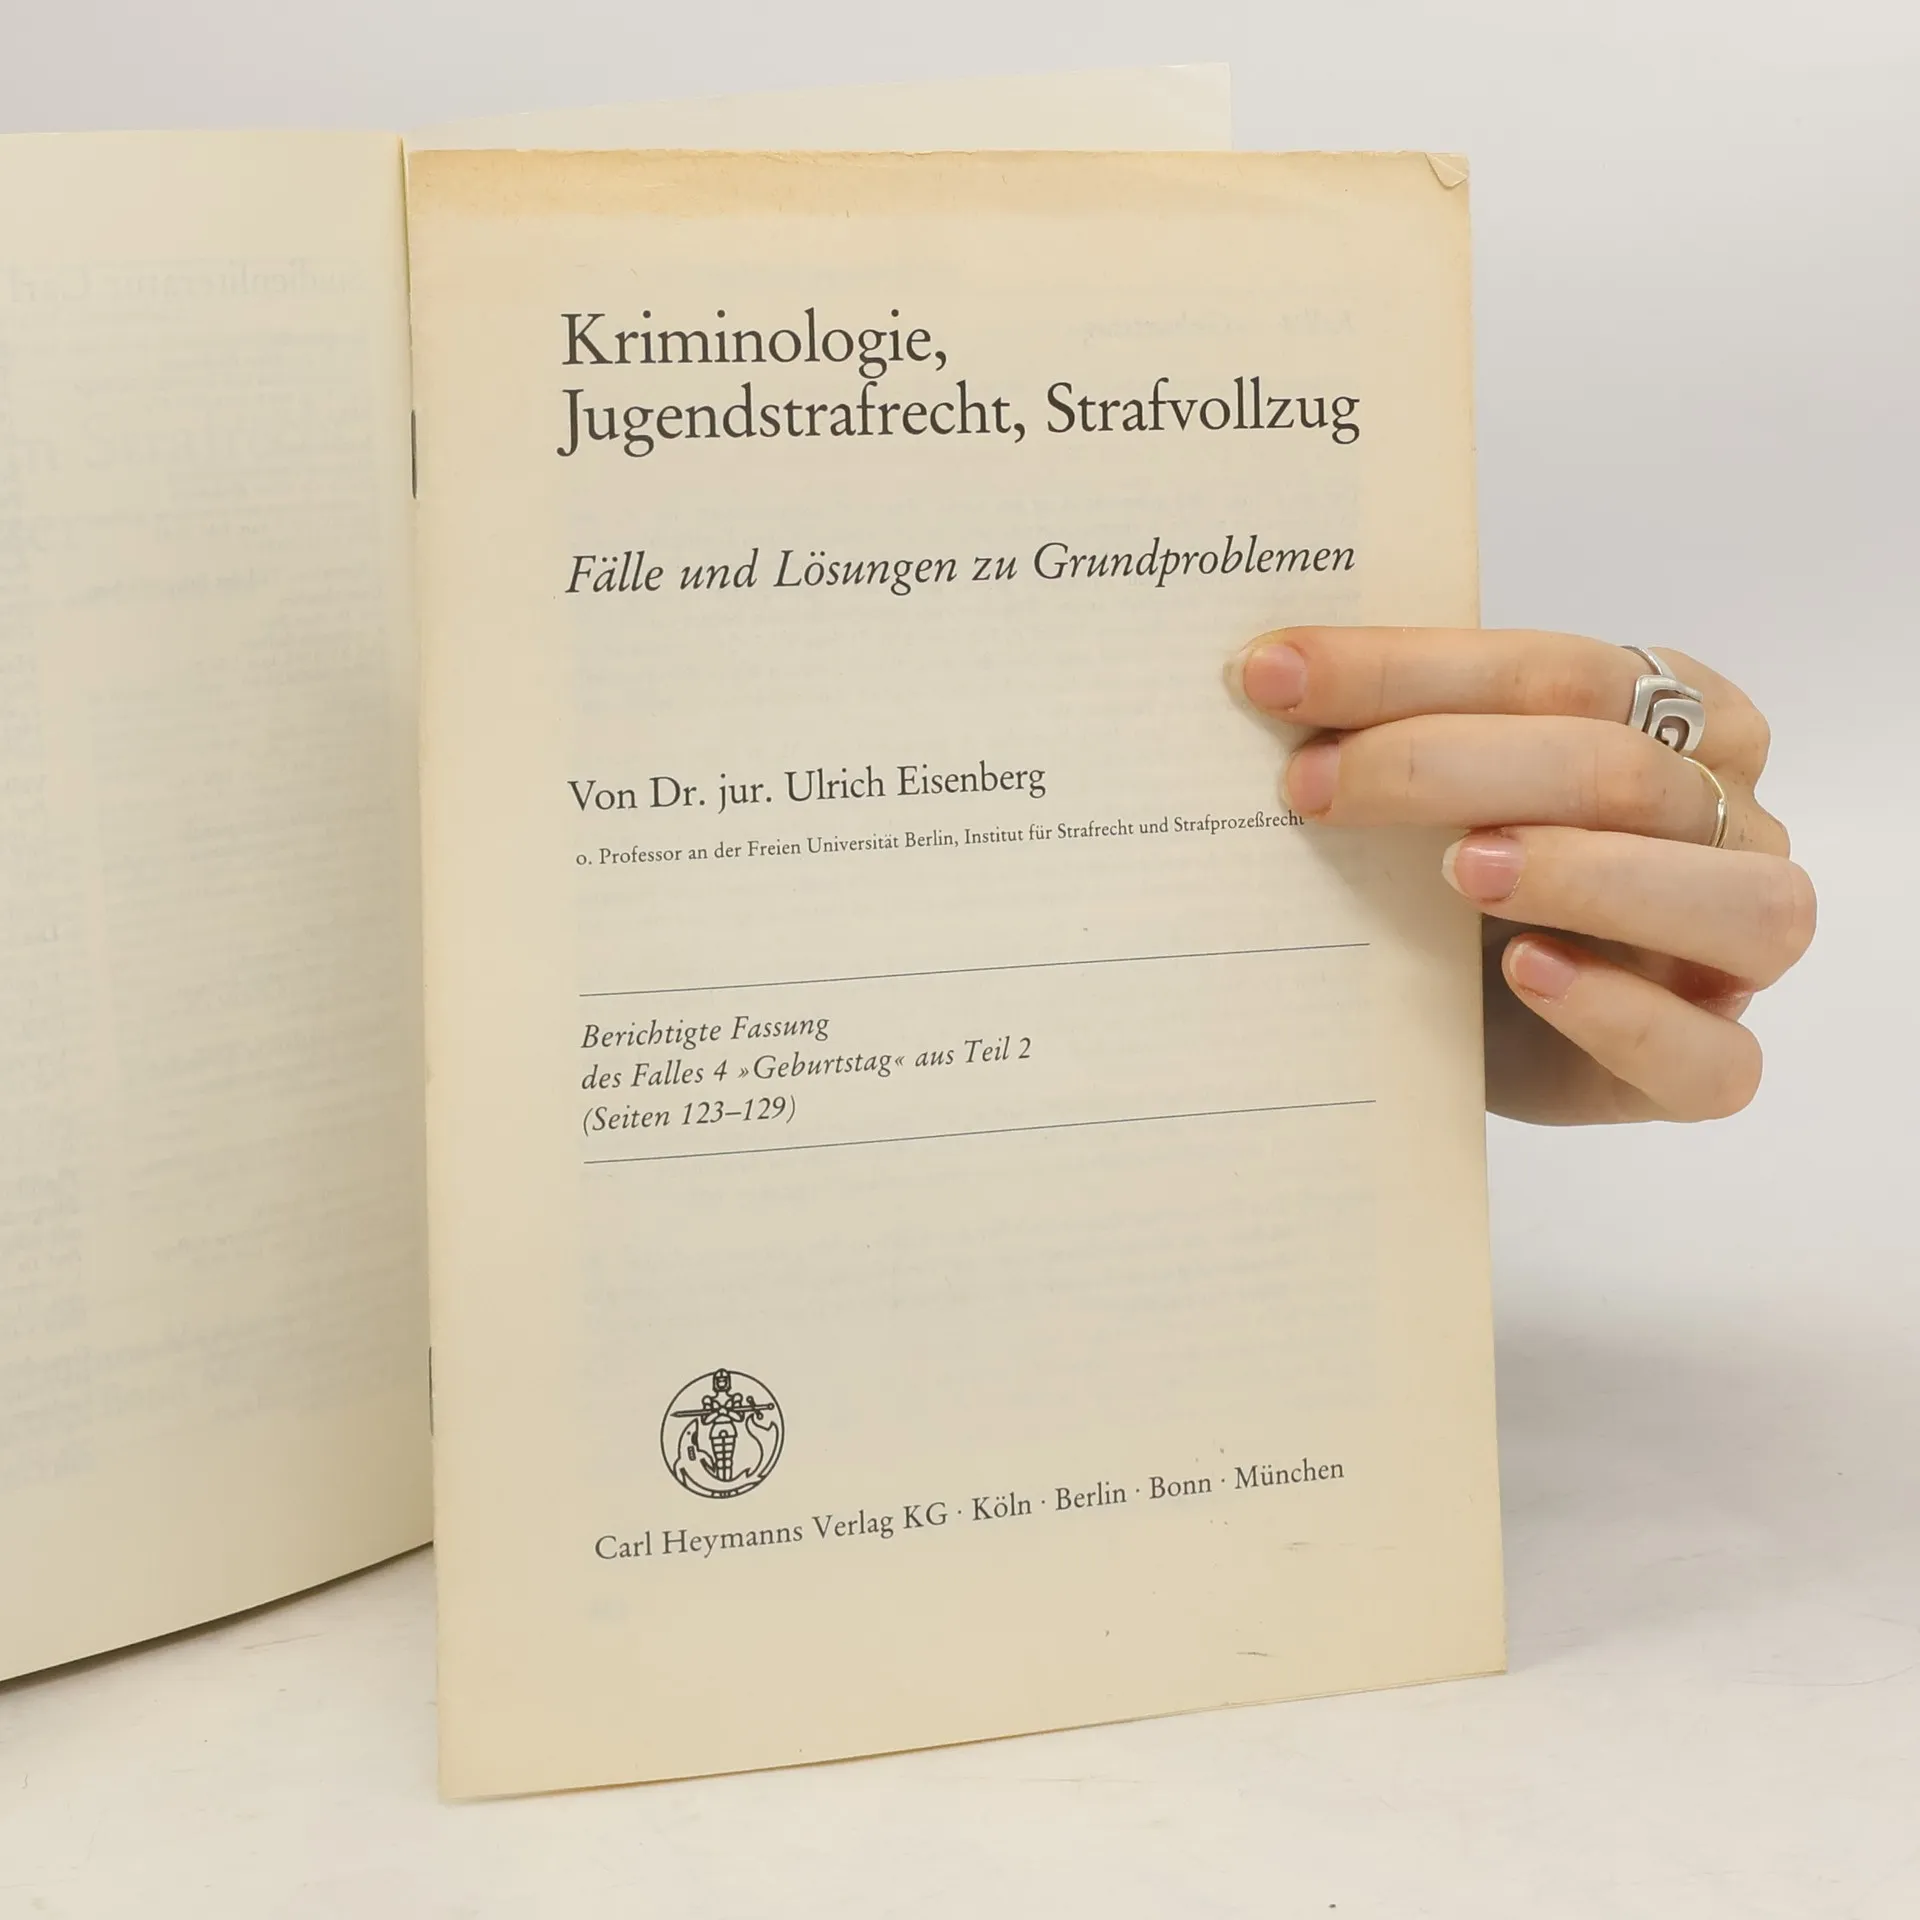 Kriminologie,
Jugendstrafrecht, Strafvollzug
Fälle und Lösungen zu Grundproblemen
Von Dr. jur. Ulrich Eisenberg
o. Professor an der Freien Universität Berlin, Institut für Strafrecht und Strafprozeßrecht
Berichtigte Fassung
des Falles 4 »Geburtstag« aus Teil 2
(Seiten 123–129)
Carl Heymanns Verlag KG · Köln · Berlin · Bonn · München